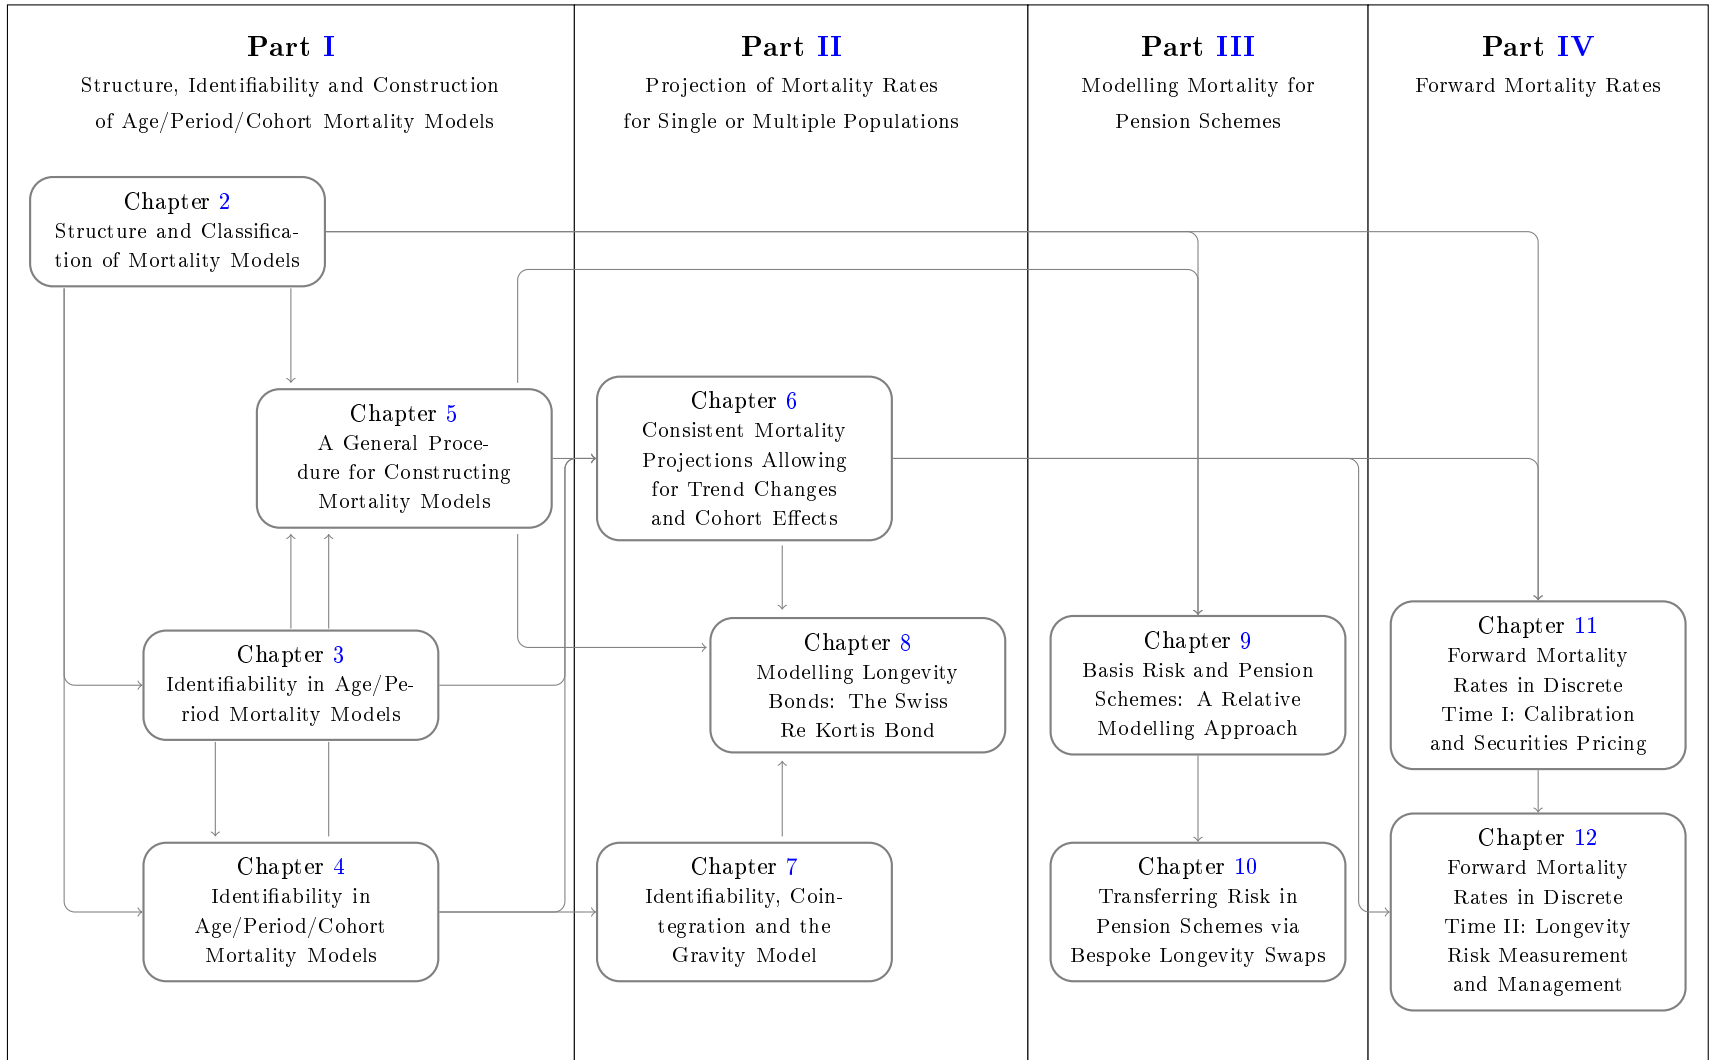 Part I
Structure, Identifiability and Construction
of Age/Period/Cohort Mortality Models
Part II
Projection of Mortality Rates
for Single or Multiple Populations
Part III
Modelling Mortality for
Pension Schemes
Part IV
Forward Mortality Rates
Chapter 2
Structure and Classifica-
tion of Mortality Models
Chapter 5
A General Proce-
dure for Constructing
Mortality Models
Chapter 3
Identifiability in Age/Pe-
riod Mortality Models
Chapter 4
Identifiability in
Age/Period/Cohort
Mortality Models
Chapter 6
Consistent Mortality
Projections Allowing
for Trend Changes
and Cohort Effects
Chapter 8
Modelling Longevity
Bonds: The Swiss
Re Kortis Bond
Chapter 7
Identifiability, Coin-
tegration and the
Gravity Model
Chapter 9
Basis Risk and Pension
Schemes: A Relative
Modelling Approach
Chapter 10
Transferring Risk in
Pension Schemes via
Bespoke Longevity Swaps
Chapter 11
Forward Mortality
Rates in Discrete
Time I: Calibration
and Securities Pricing
Chapter 12
Forward Mortality
Rates in Discrete
Time II: Longevity
Risk Measurement
and Management